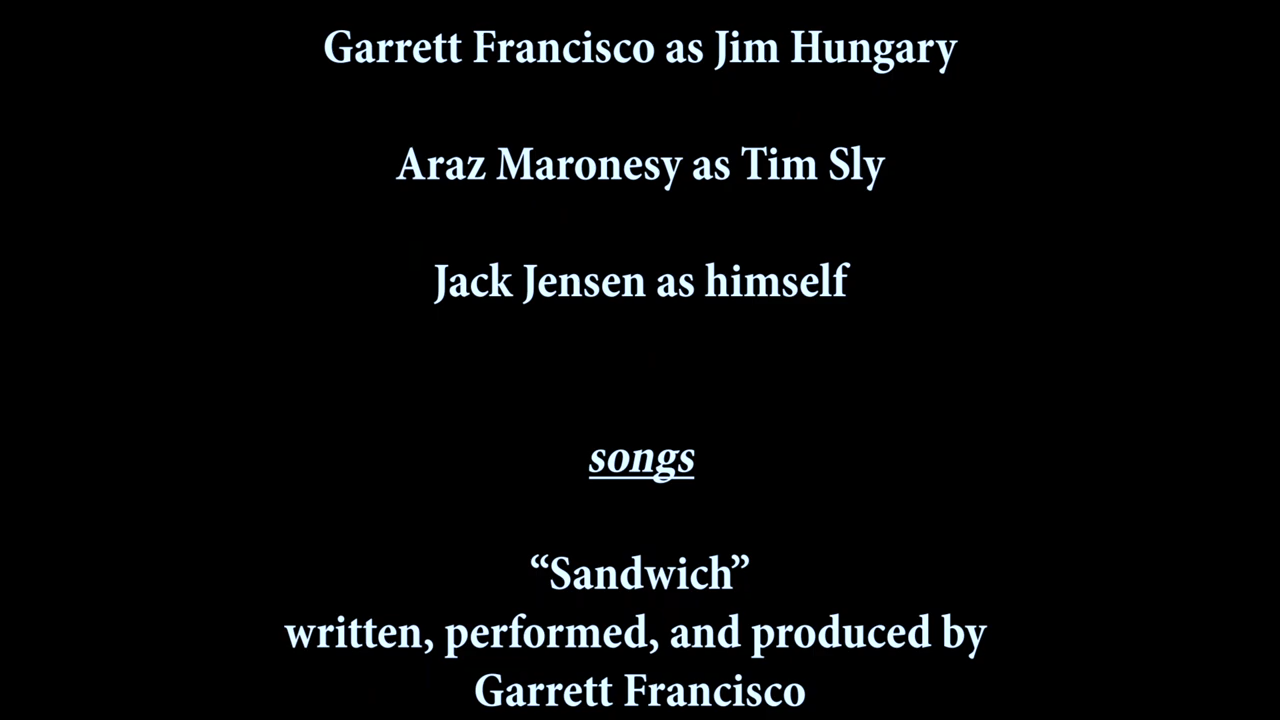 Garrett Francisco as Jim Hungary
Araz Maronesy as Tim Sly
Jack Jensen as himself
songs
“Sandwich”
written, performed, and produced by
Garrett Francisco